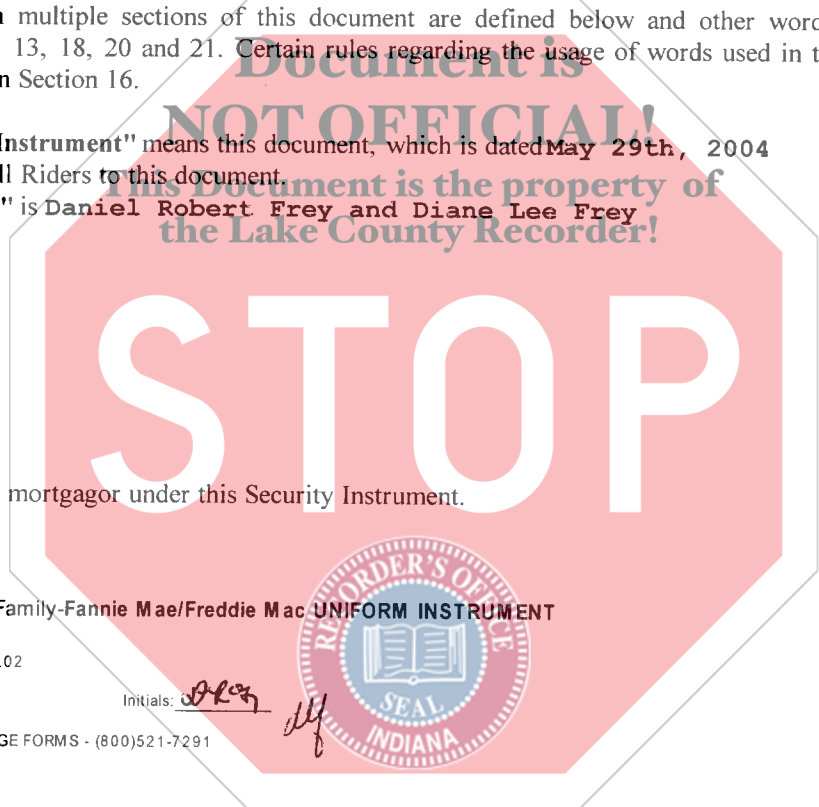 multiple sections of this document are defined below and other word
13, 18, 20 and 21. Certain rules regarding the usage of words used in t
n Section 16.
Document is
NOT OFFICIAL!
Instrument" means this document, which is dated May 29th, 2004
ll Riders to this document.
This Document is the property of
" is Daniel Robert Frey and Diane Lee Frey
the Lake County Recorder!
STOP
mortgagor under this Security Instrument.
RECORDER'S OFFICE
Family-Fannie Mae/Freddie Mac UNIFORM INSTRUMENT
.02
Initials:
SEAL
GE FORMS - (800)521-7291
INDIANA